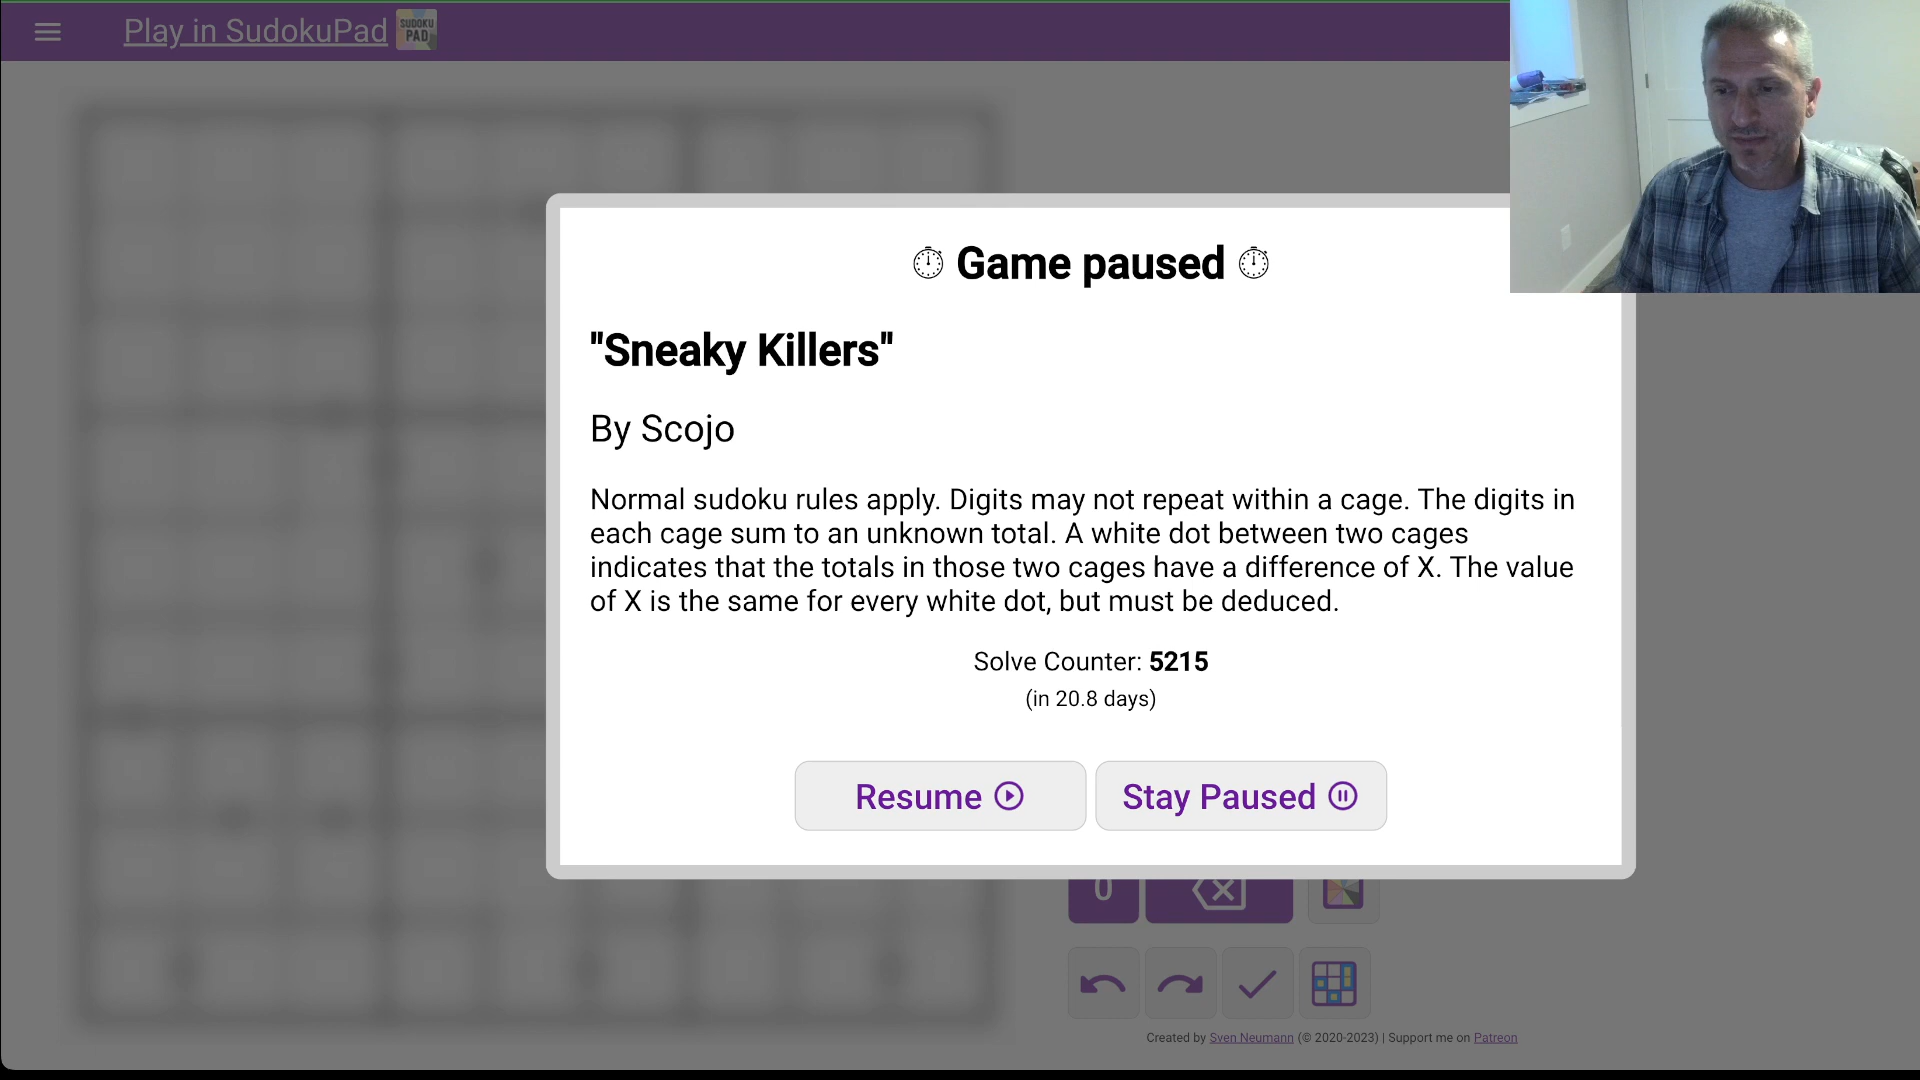 Play in SudokuPad SUDOKU PAD
Game paused
"Sneaky Killers"
By Scojo
Normal sudoku rules apply. Digits may not repeat within a cage. The digits in
each cage sum to an unknown total. A white dot between two cages
indicates that the totals in those two cages have a difference of X. The value
of X is the same for every white dot, but must be deduced.
Solve Counter: 5215
(in 20.8 days)
Resume Stay Paused
0
Created by Sven Neumann (© 2020-2023) | Support me on Patreon